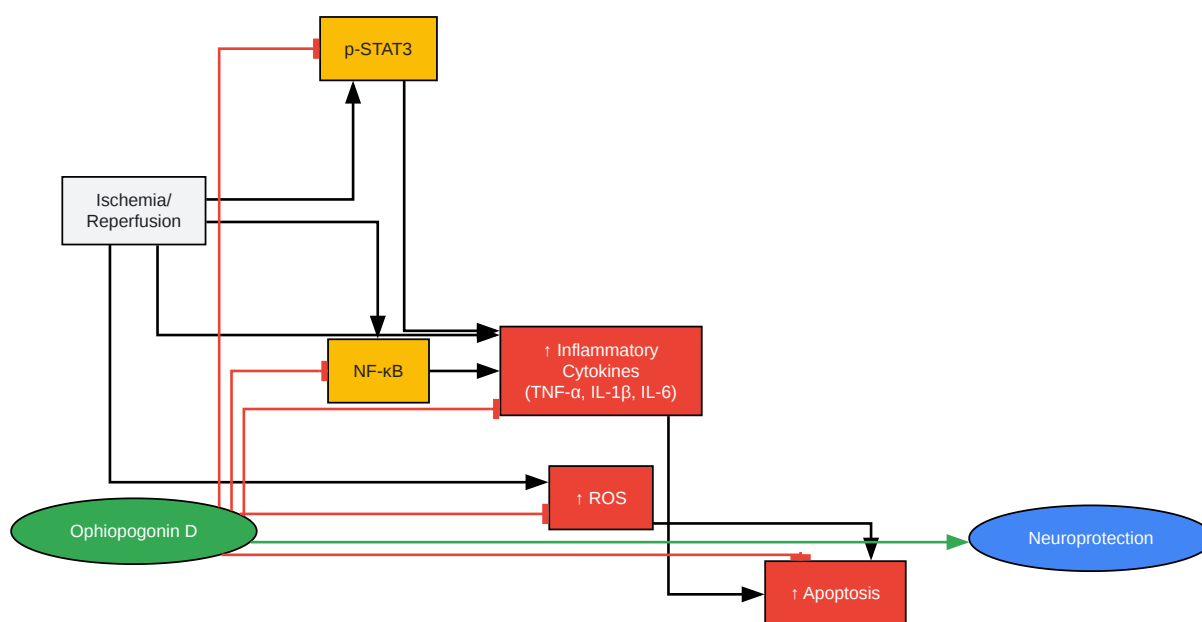 p-STAT3
Ischemia/
Reperfusion
↑ Inflammatory
Cytokines
(TNF-α, IL-1β, IL-6)
NF-κB
↑ ROS
Ophiopogonin D
Neuroprotection
↑ Apoptosis